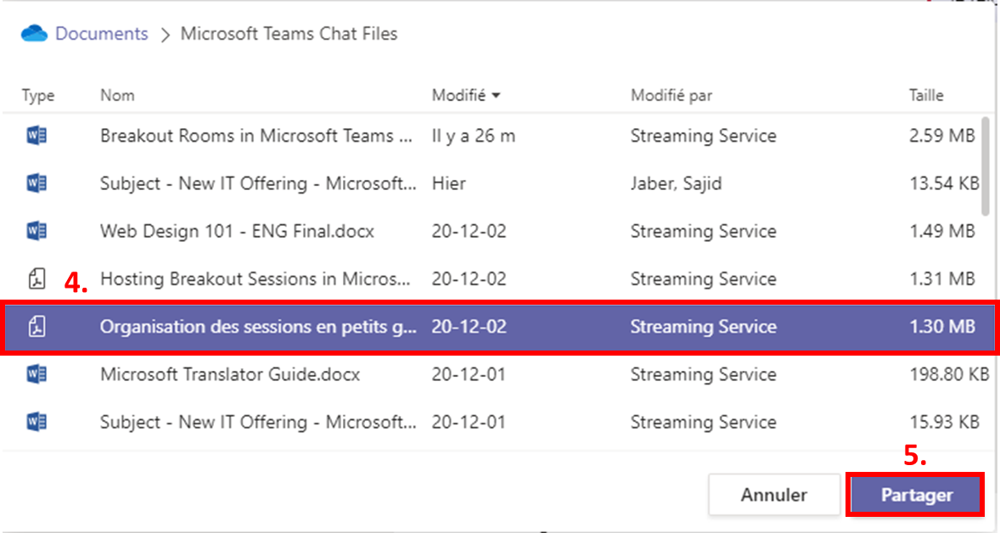 Documents > Microsoft Teams Chat Files
Type Nom Modifié Modifié par Taille
Breakout Rooms in Microsoft Teams ... Il y a 26 m Streaming Service 2.59 MB
Subject - New IT Offering - Microsoft... Hier Jaber, Sajid 13.54 KB
Web Design 101 - ENG Final.docx 20-12-02 Streaming Service 1.49 MB
4. Hosting Breakout Sessions in Micros... 20-12-02 Streaming Service 1.31 MB
Organisation des sessions en petits g... 20-12-02 Streaming Service 1.30 MB
Microsoft Translator Guide.docx 20-12-01 Streaming Service 198.80 KB
Subject - New IT Offering - Microsoft... 20-12-01 Streaming Service 15.93 KB
5.
Annuler Partager